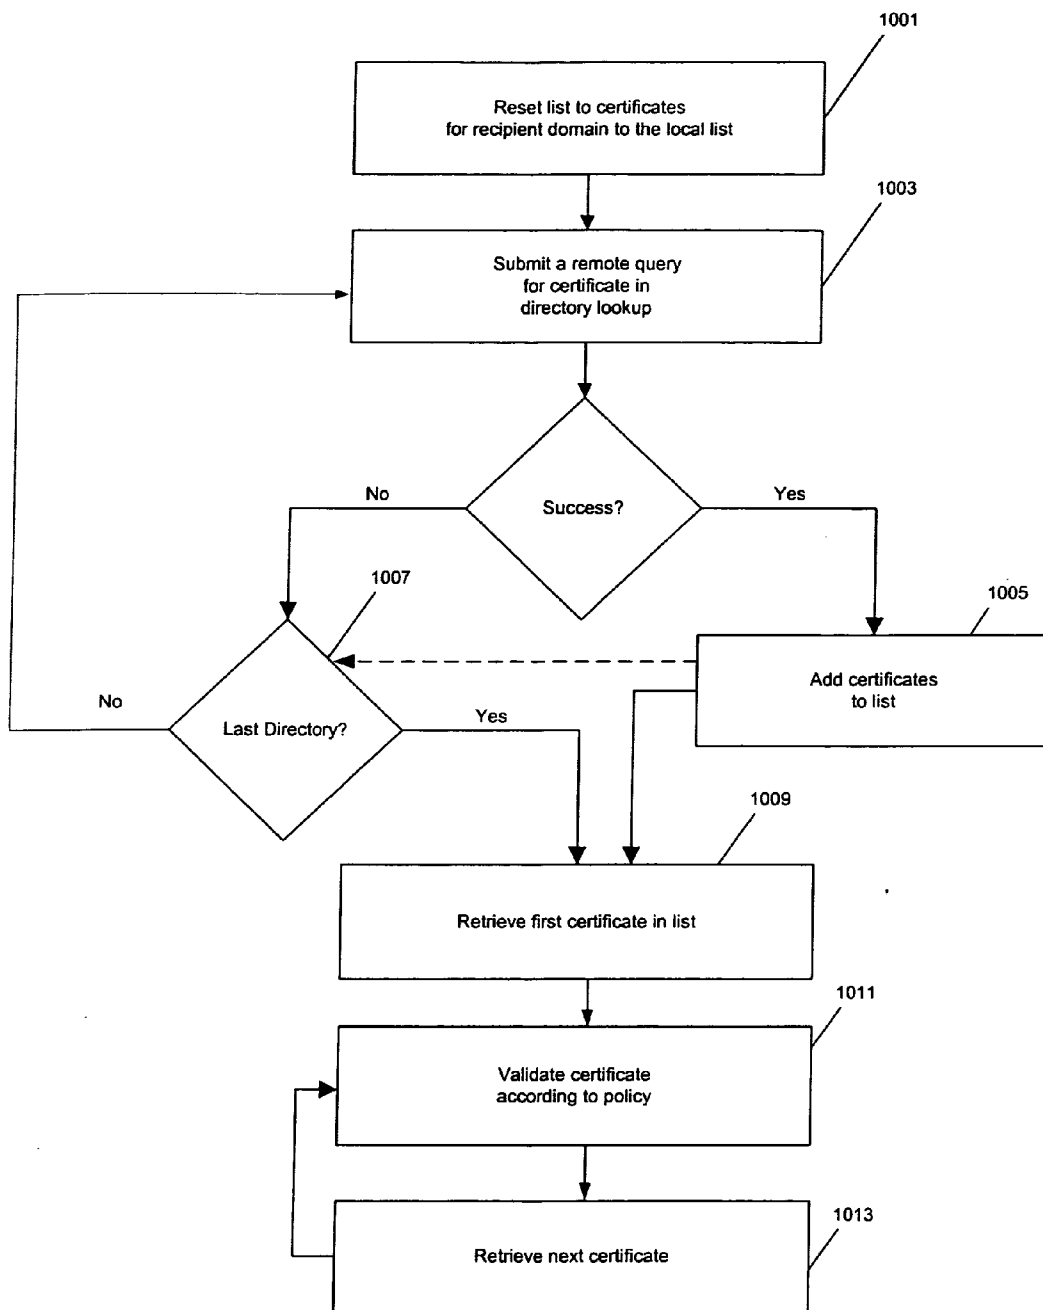 1001
Reset list to certificates
for recipient domain to the local list
1003
Submit a remote query
for certificate in
directory lookup
No
Success?
Yes
1007
1005
Add certificates
to list
No
Last Directory?
Yes
1009
Retrieve first certificate in list
1011
Validate certificate
according to policy
1013
Retrieve next certificate